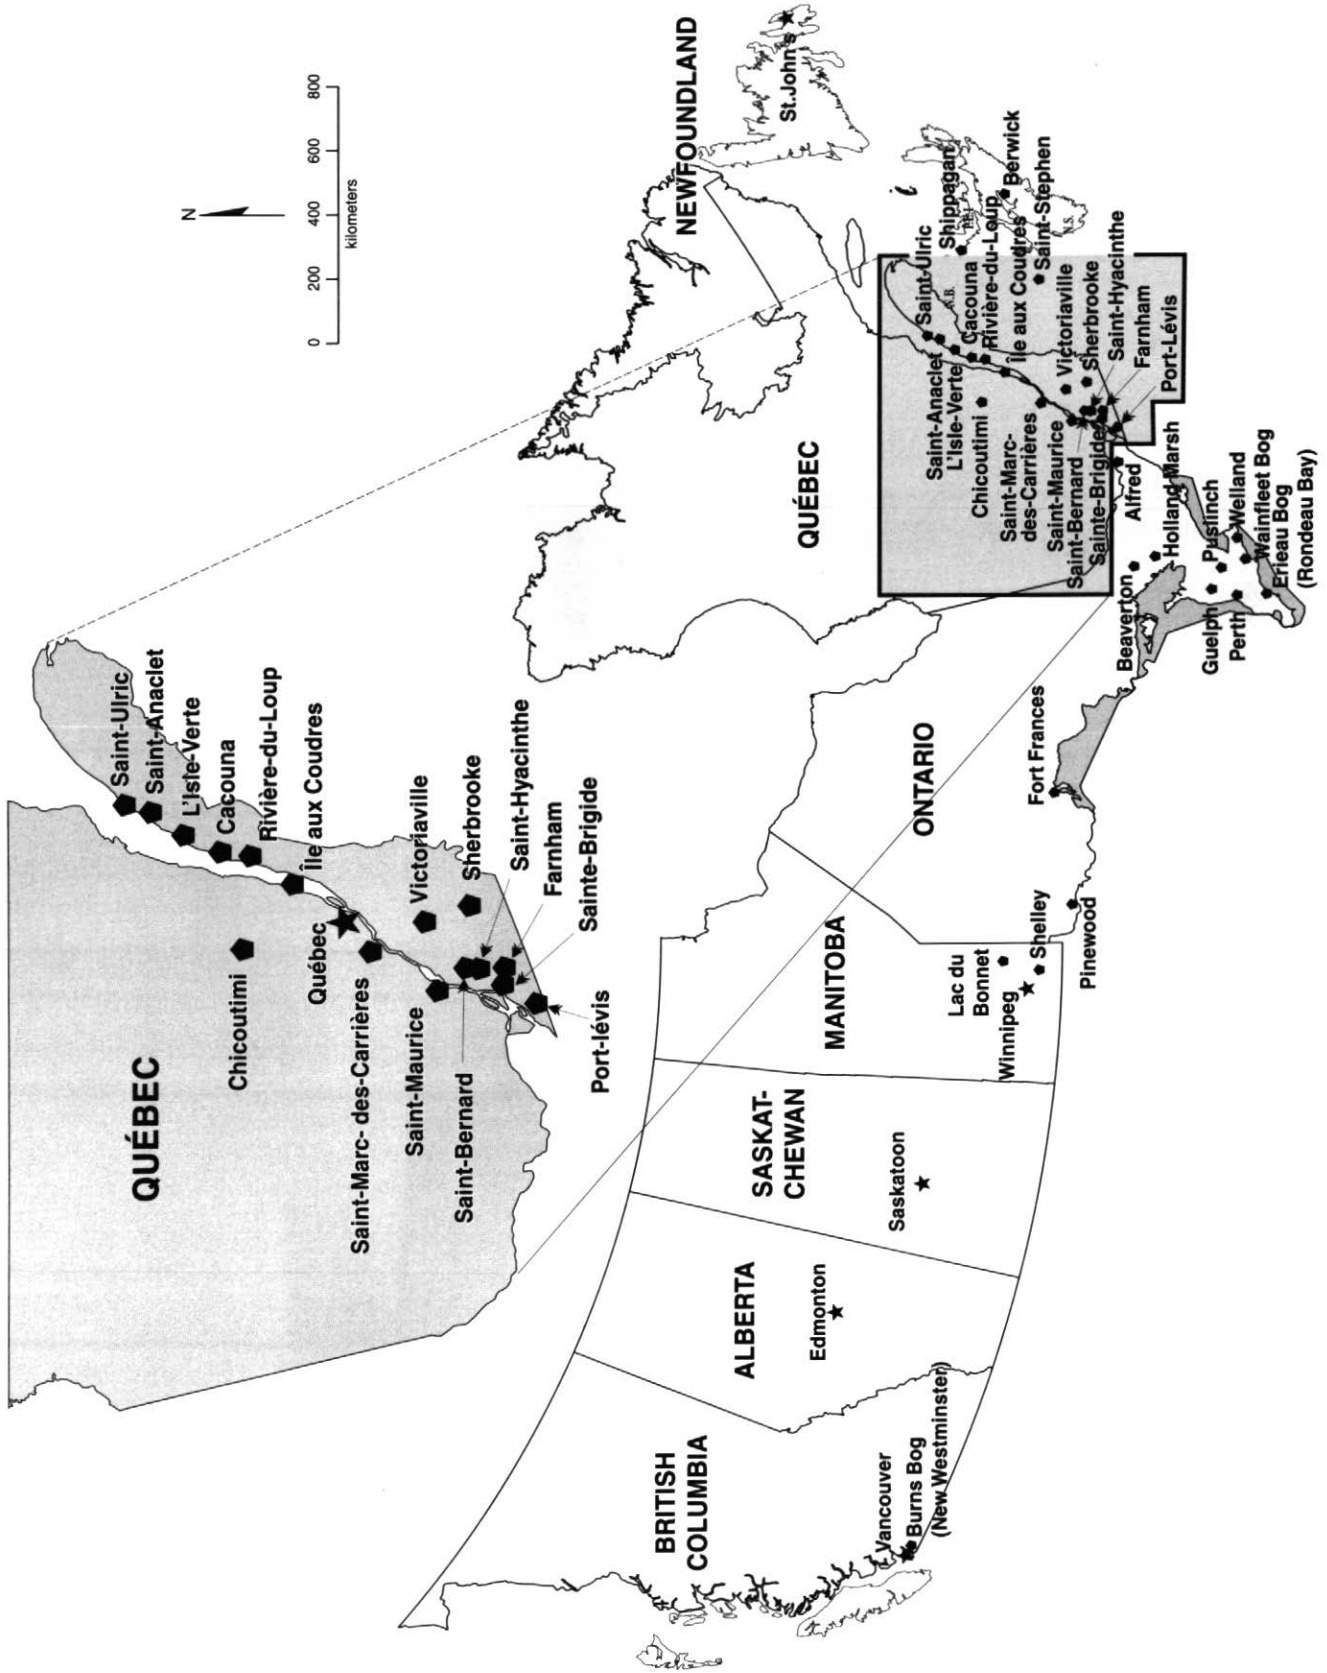 N
0
200
400
600
800
kilometers
QUÉBEC
Saint-Ulric
Saint-Anaclet
L'Isle-Verte
Cacouna
Rivière-du-Loup
Île aux Coudres
Chicoutimi
Québec
Saint-Marc- des-Carrières
Victoriaville
Sherbrooke
Saint-Maurice
Saint-Bernard
Saint-Hyacinthe
Farnham
Sainte-Brigide
Port-lévis
NEWFOUNDLAND
St.John's
QUÉBEC
Saint-Ulric
Shippagan
Saint-Anaclet
L'Isle-Verte
Cacouna
Rivière-du-Loup
Île aux Coudres
N.B.
N.S.
Berwick
Saint-Stephen
Chicoutimi
Saint-Marc-
des-Carrières
Victoriaville
Sherbrooke
Saint-Maurice
Saint-Bernard
Sainte-Brigide
Saint-Hyacinthe
Farnham
Port-Lévis
Alfred
Holland Marsh
Beaverton
Puslinch
Guelph
Perth
Welland
Wainfleet Bog
Erieau Bog
(Rondeau Bay)
ONTARIO
Fort Frances
Pinewood
MANITOBA
Lac du
Bonnet
Winnipeg
Shelley
SASKAT-
CHEWAN
Saskatoon
ALBERTA
Edmonton
BRITISH
COLUMBIA
Vancouver
Burns Bog
(New Westminster)